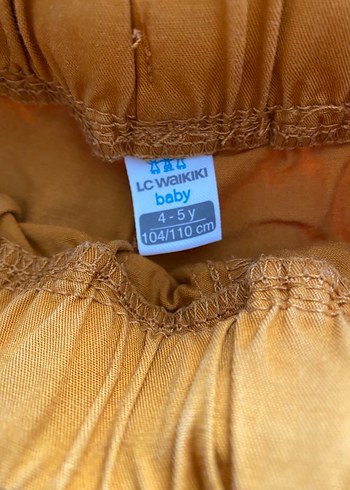 LC WAIKIKI
baby
4 - 5 y
104/110 cm